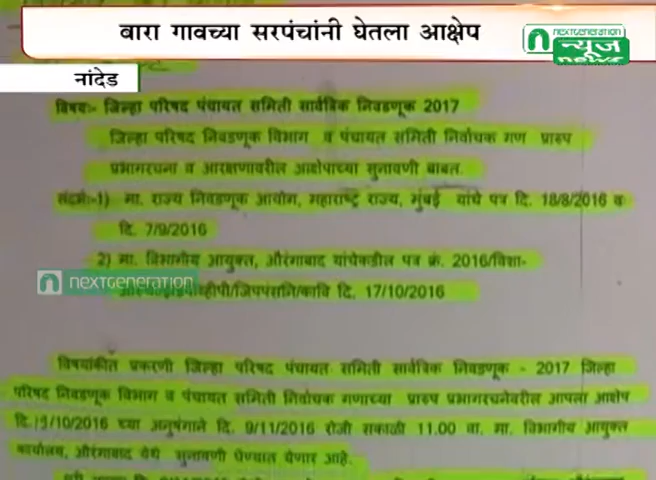 बारा गावच्या सरपंचांनी घेतला आक्षेप
nextgeneration
न्यूज
news
नांदेड
विषयः- जिल्हा परिषद पंचायत समिती सार्वत्रिक निवडणूक 2017
जिल्हा परिषद निवडणूक विभाग व पंचायत समिती निर्वाचक गण प्रारुप
प्रभागरचना व आरक्षणावरील आक्षेपाच्या सुनावणी बाबत.
संदर्भः-1) मा. राज्य निवडणूक आयोग, महाराष्ट्र राज्य, मुंबई यांचे पत्र दि. 18/8/2016 व
दि. 7/9/2016
2) मा. विभागीय आयुक्त, औरंगाबाद यांचेकडील पत्र क्रं. 2016/विशा-
nextgeneration
दि. 17/10/2016
विषयांकीत प्रकरणी जिल्हा परिषद पंचायत समिती सार्वत्रिक निवडणूक - 2017 जिल्हा
परिषद निवडणूक विभाग व पंचायत समिती निर्वाचक गणाच्या प्रारुप प्रभागरचनेवरील आपला आक्षेप
च्या अनुषंगाने दि. 9/11/2016 रोजी सकाळी 11.00 वा. मा. विभागीय आयुक्त
कार्यालय, औरंगाबाद येथे सुनावणी घेण्यात येणार आहे.